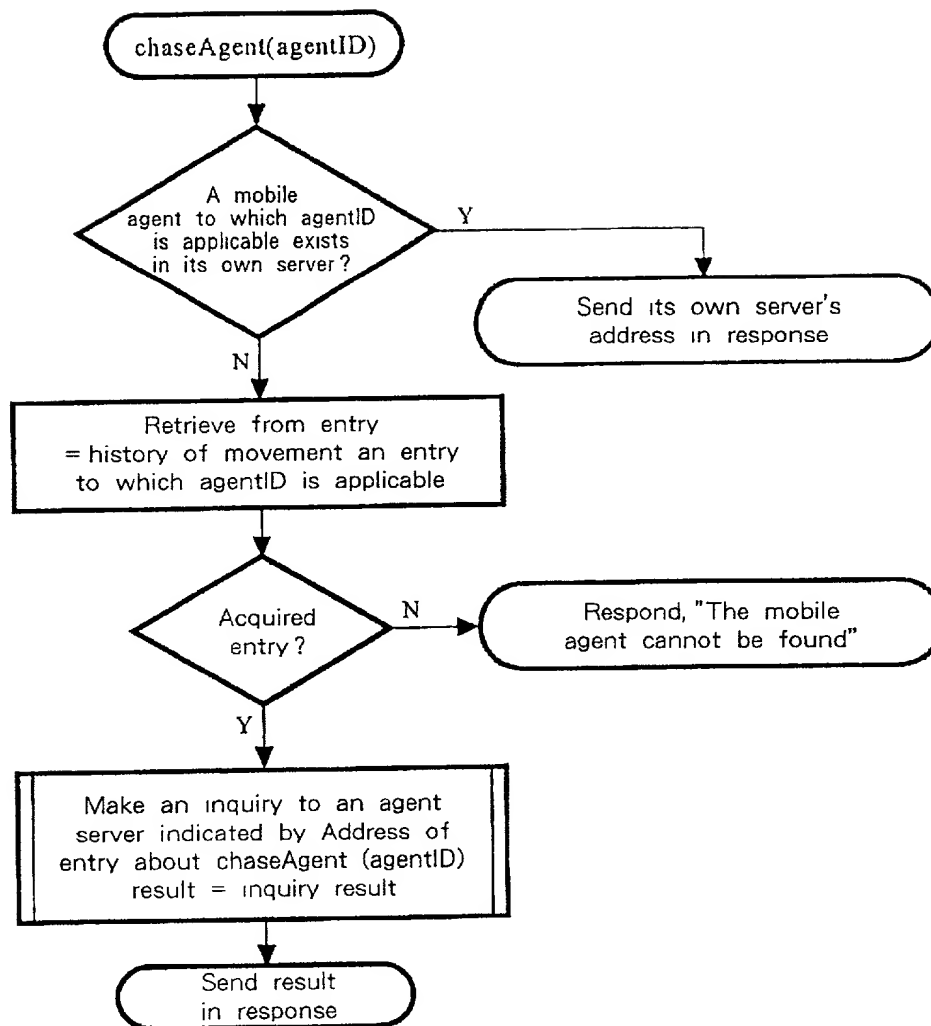 chaseAgent(agentID)
A mobile
agent to which agentID
is applicable exists
in its own server?
Y
Send its own server's
address in response
N
Retrieve from entry
= history of movement an entry
to which agentID is applicable
Acquired
entry?
N
Respond, "The mobile
agent cannot be found"
Y
Make an inquiry to an agent
server indicated by Address of
entry about chaseAgent (agentID)
result = inquiry result
Send result
in response